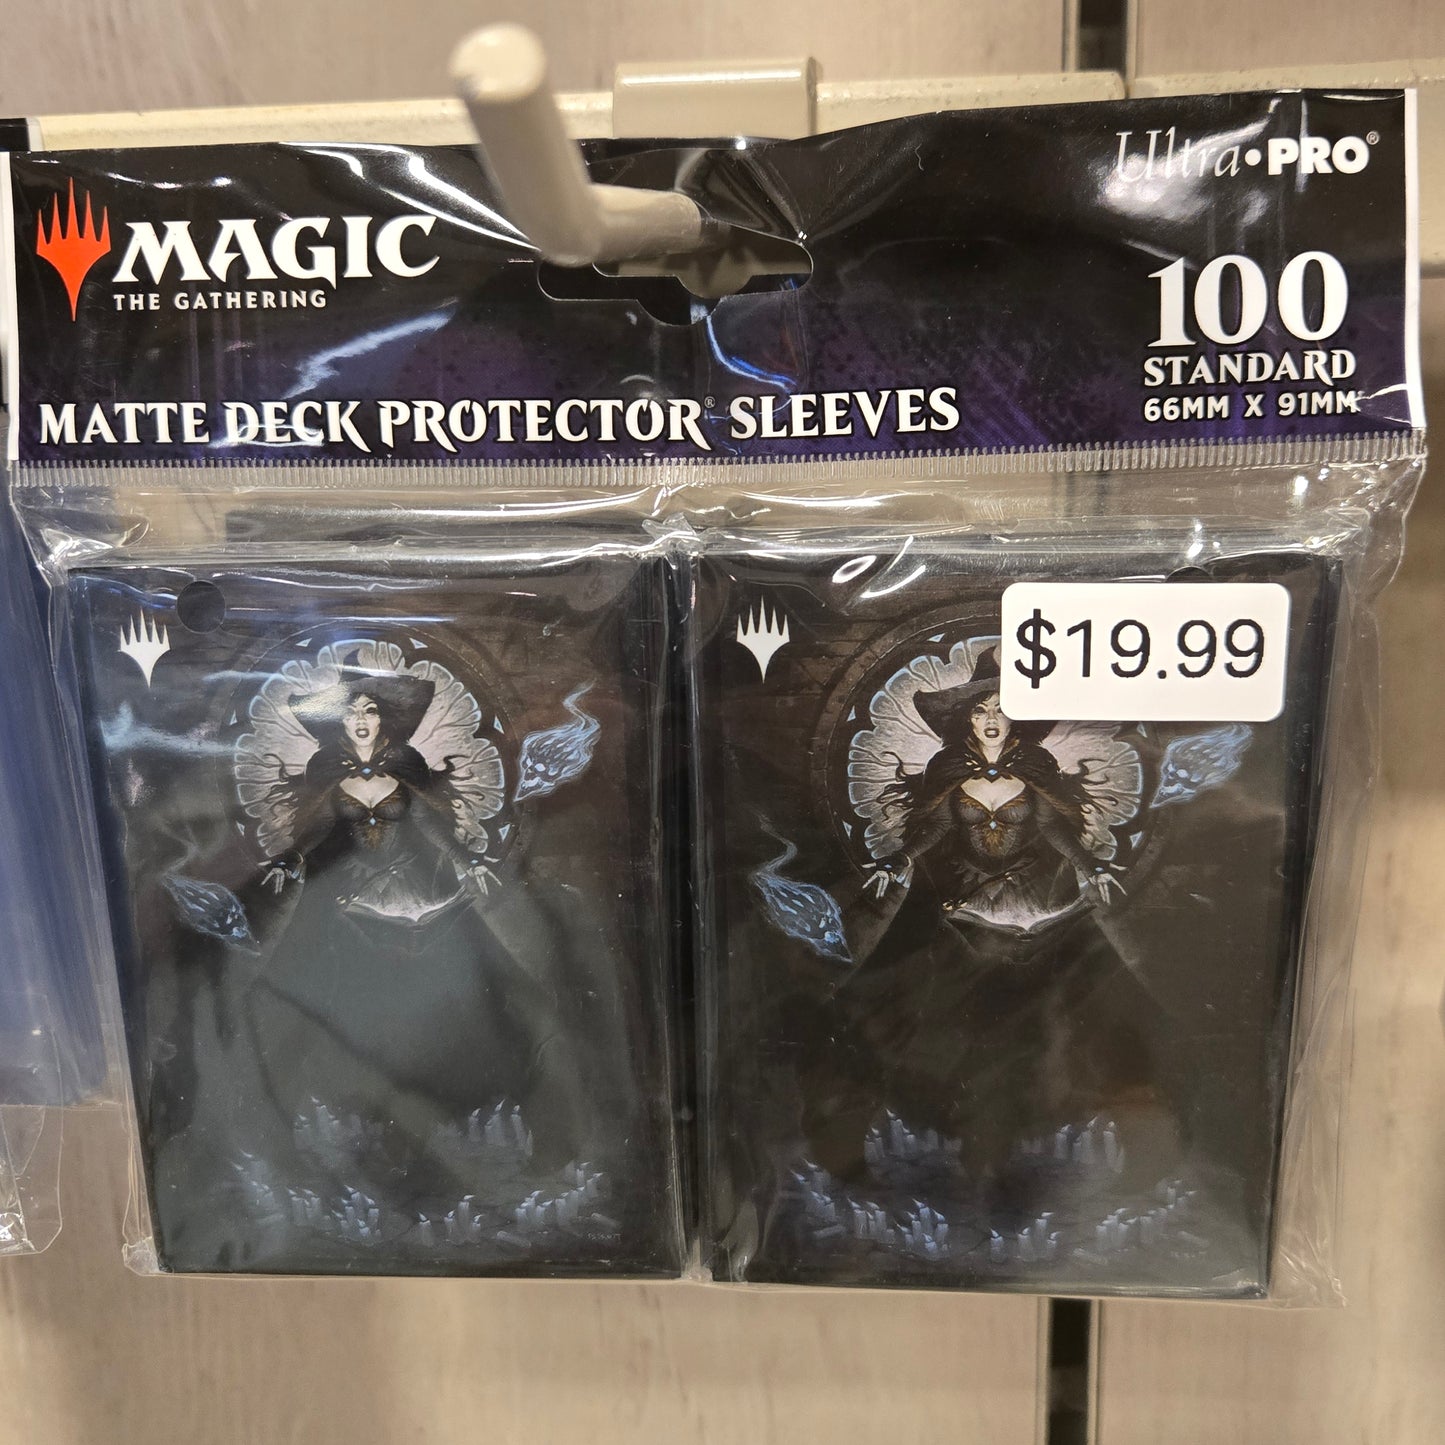 Ultra•PRO®
MAGIC
THE GATHERING
100
STANDARD
66MM X 91MM
MATTE DECK PROTECTOR® SLEEVES
$19.99